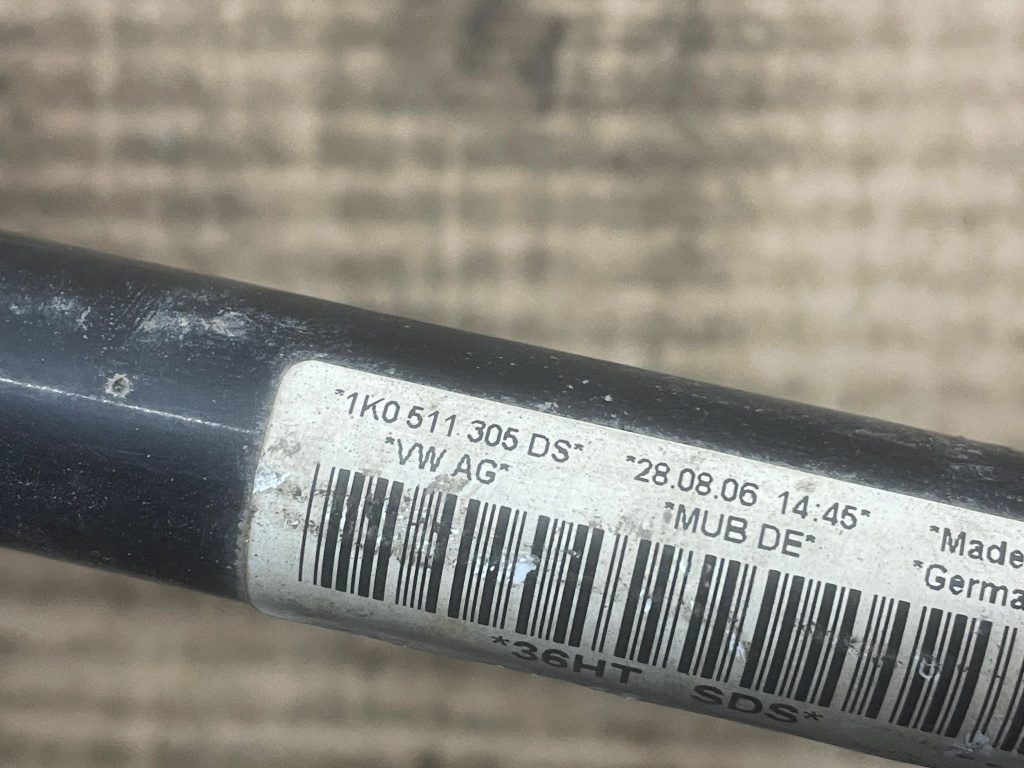 *1K0 511 305 DS*
*VW AG*
*28.08.06 14:45*
*MUB DE*
*Made
*Germa
*36HT SDS*